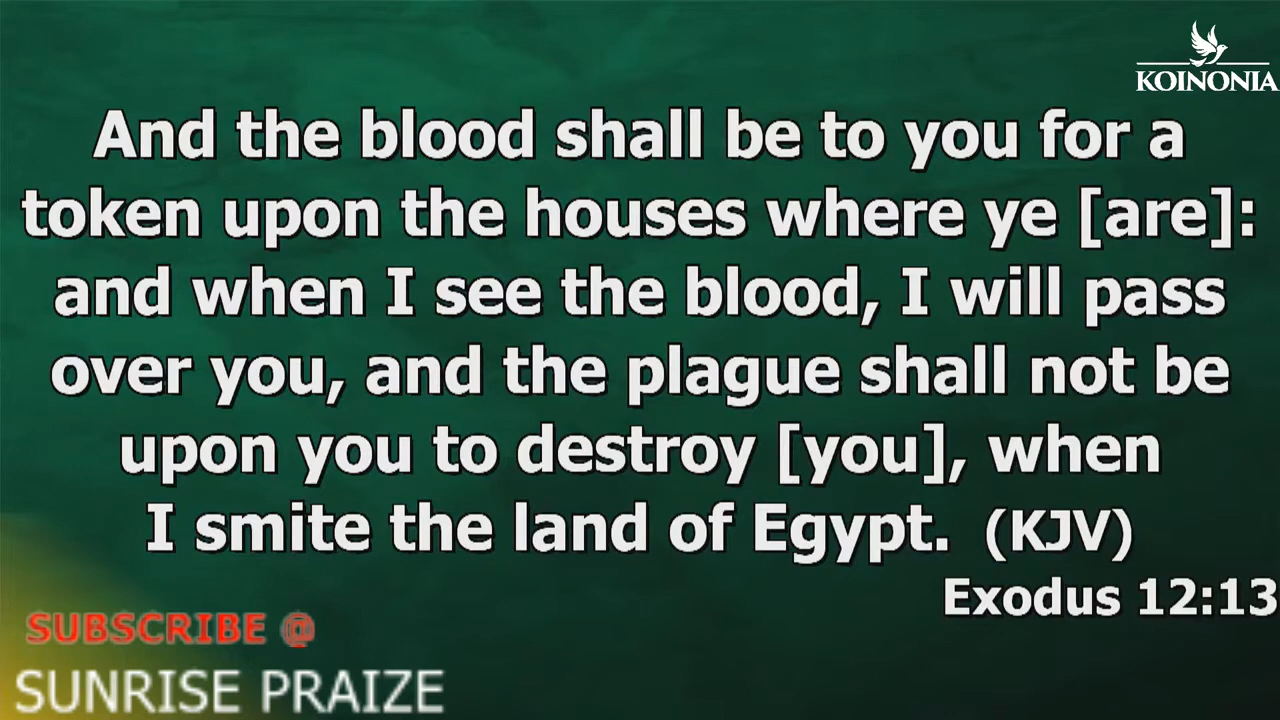 KOINONIA
And the blood shall be to you for a
token upon the houses where ye [are]:
and when I see the blood, I will pass
over you, and the plague shall not be
upon you to destroy [you], when
I smite the land of Egypt. (KJV)
Exodus 12:13
SUBSCRIBE @
SUNRISE PRAIZE